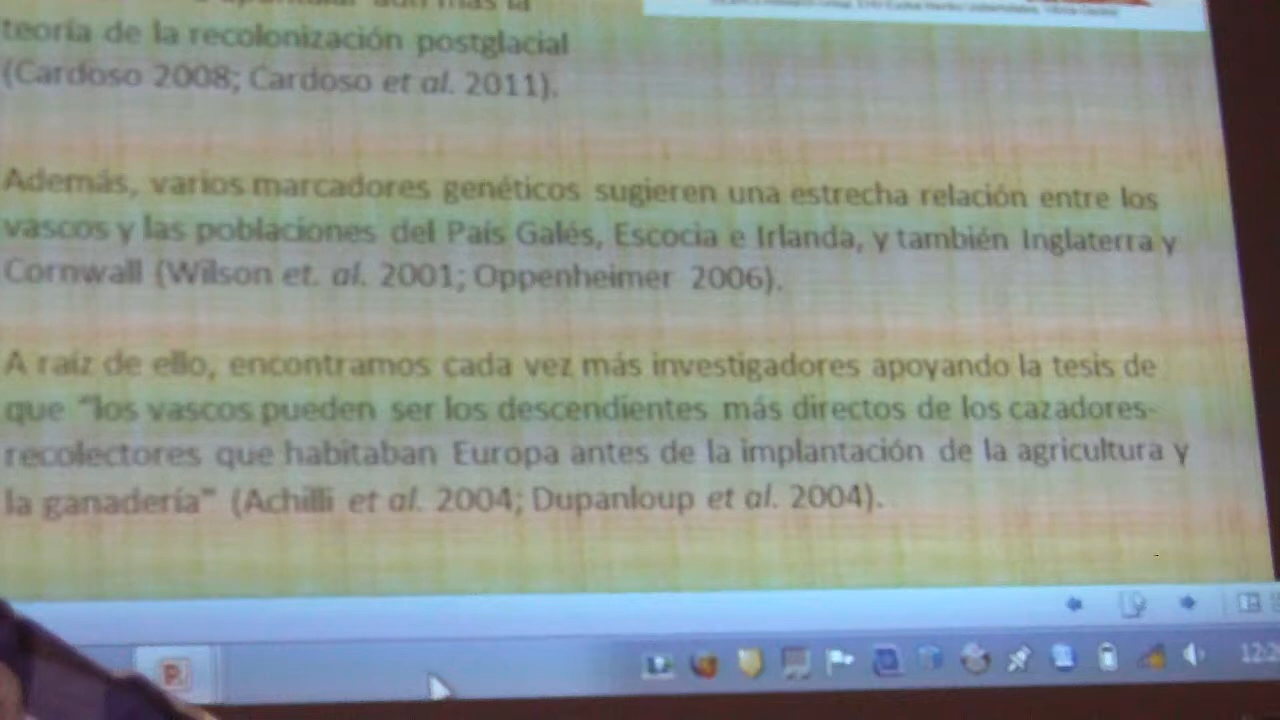 aún más la
teoría de la recolonización postglacial
(Cardoso 2008; Cardoso et al. 2011).
Además, varios marcadores genéticos sugieren una estrecha relación entre los
vascos y las poblaciones del País Galés, Escocia e Irlanda, y también Inglaterra y
Cornwall (Wilson et. al. 2001; Oppenheimer 2006).
A raíz de ello, encontramos cada vez más investigadores apoyando la tesis de
que "los vascos pueden ser los descendientes más directos de los cazadores-
recolectores que habitaban Europa antes de la implantación de la agricultura y
la ganadería" (Achilli et al. 2004; Dupanloup et al. 2004).